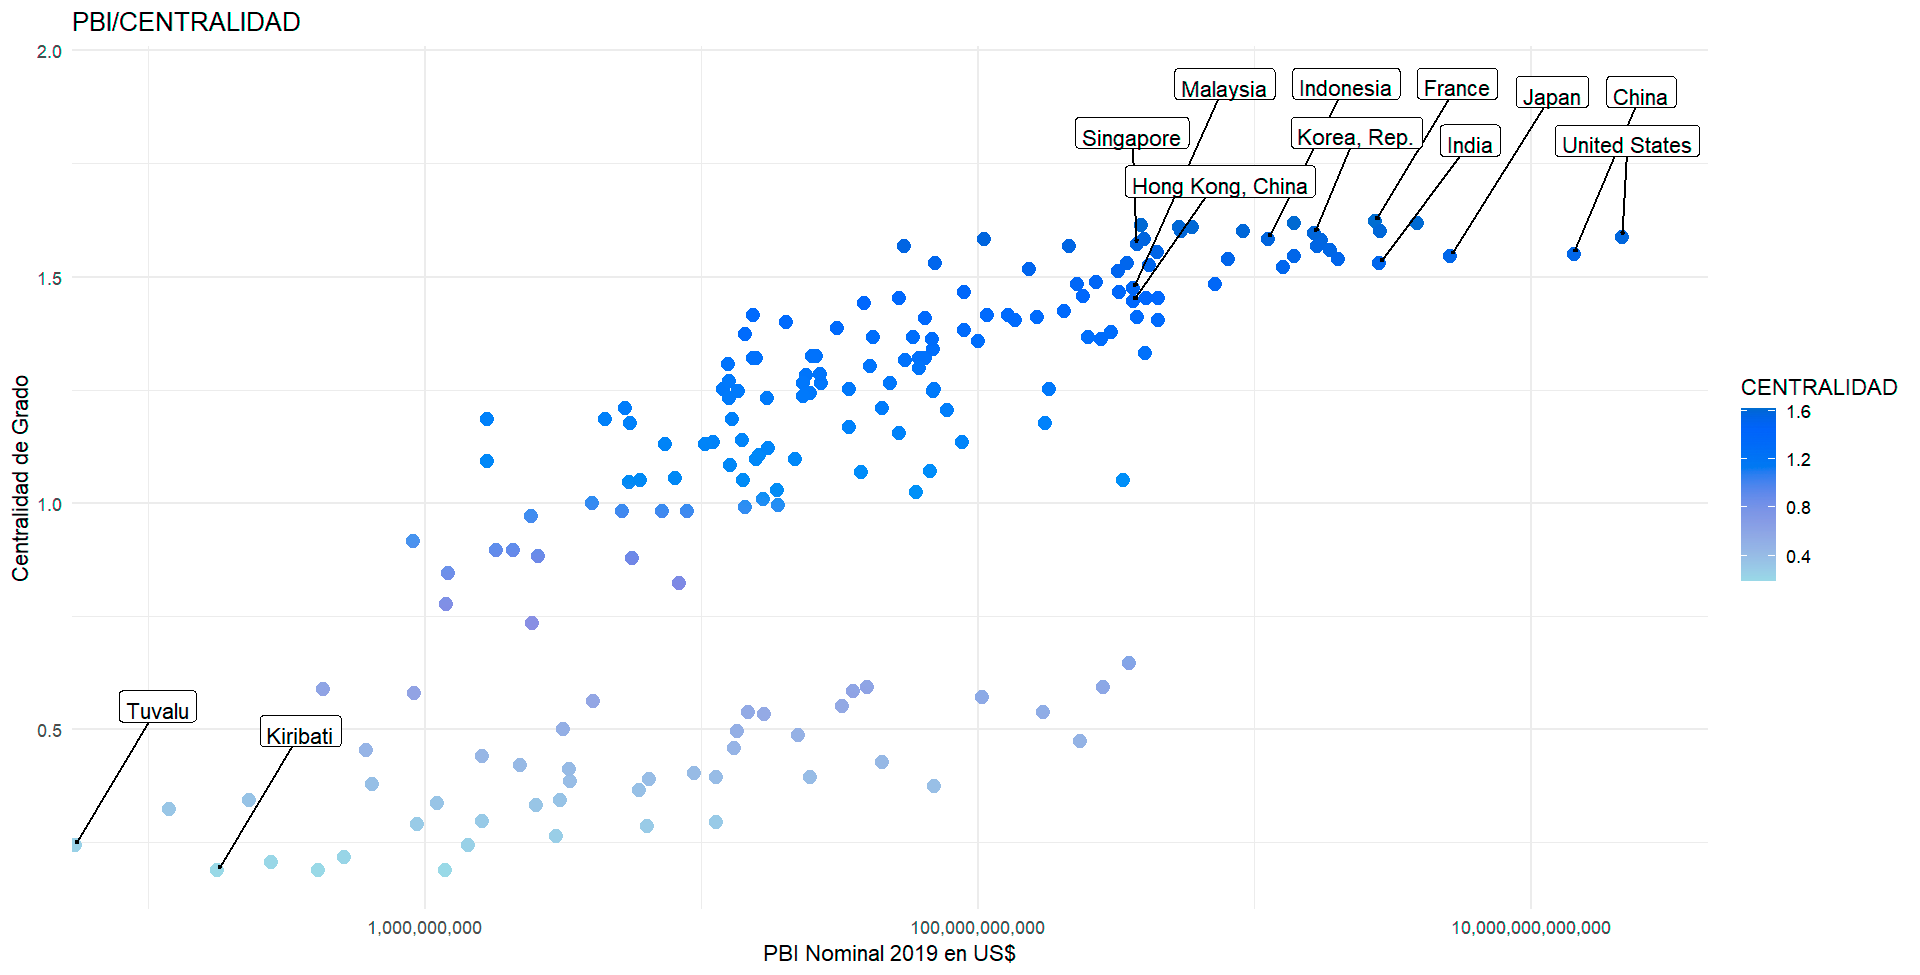 PBI/CENTRALIDAD
2.0
1.5
1.0
0.5
Centralidad de Grado
Malaysia
Indonesia
France
Japan
China
Singapore
Korea, Rep.
India
United States
Hong Kong, China
Tuvalu
Kiribati
1,000,000,000
100,000,000,000
10,000,000,000,000
PBI Nominal 2019 en US$
CENTRALIDAD
1.6
1.2
0.8
0.4